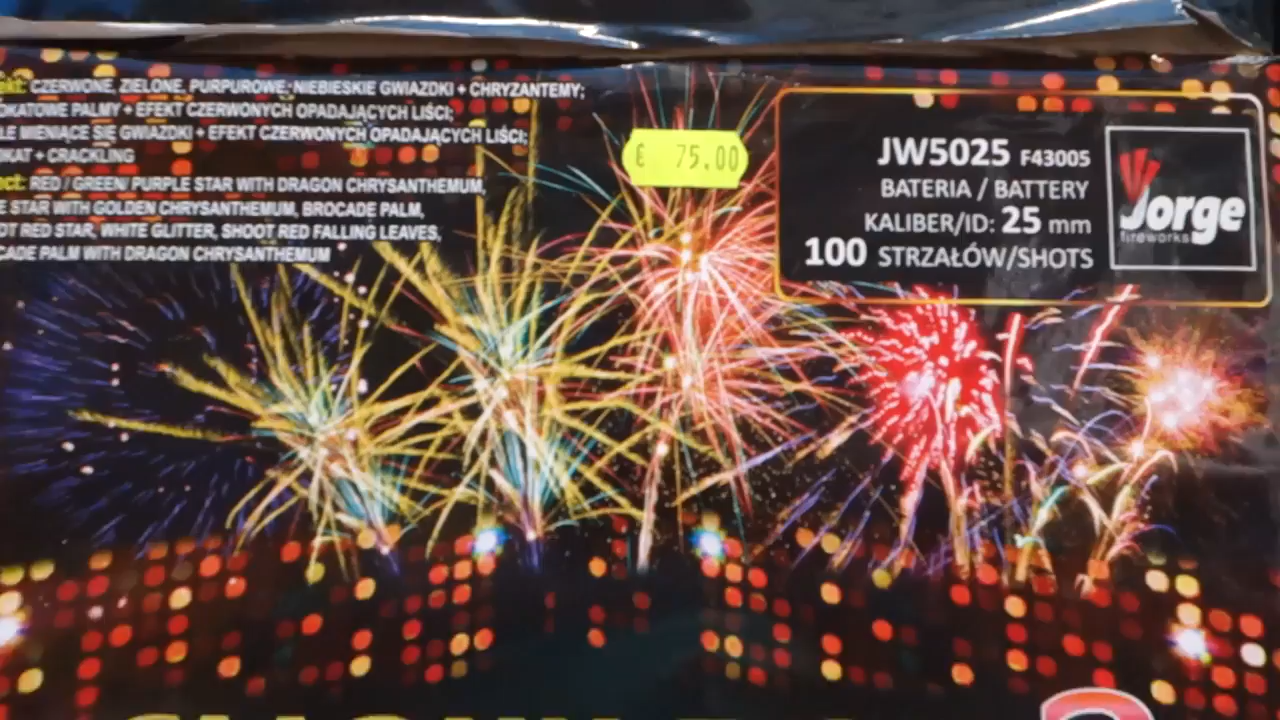 CZERWONE, ZIELONE, PURPUROWE, NIEBIESKIE GWIAZDKI + CHRYZANTEMY;
PALMY + EFEKT CZERWONYCH OPADAJĄCYCH LIŚCI;
MIENIĄCE SIĘ GWIAZDKI + EFEKT CZERWONYCH OPADAJĄCYCH LIŚCI;
+ CRACKLING
RED / GREEN/ PURPLE STAR WITH DRAGON CHRYSANTHEMUM,
STAR WITH GOLDEN CHRYSANTHEMUM, BROCADE PALM,
RED STAR, WHITE GLITTER, SHOOT RED FALLING LEAVES,
PALM WITH DRAGON CHRYSANTHEMUM
€ 75.00
JW5025 F43005
BATERIA / BATTERY
KALIBER/ID: 25 mm
100 STRZAŁÓW/SHOTS
Jorge
fireworks